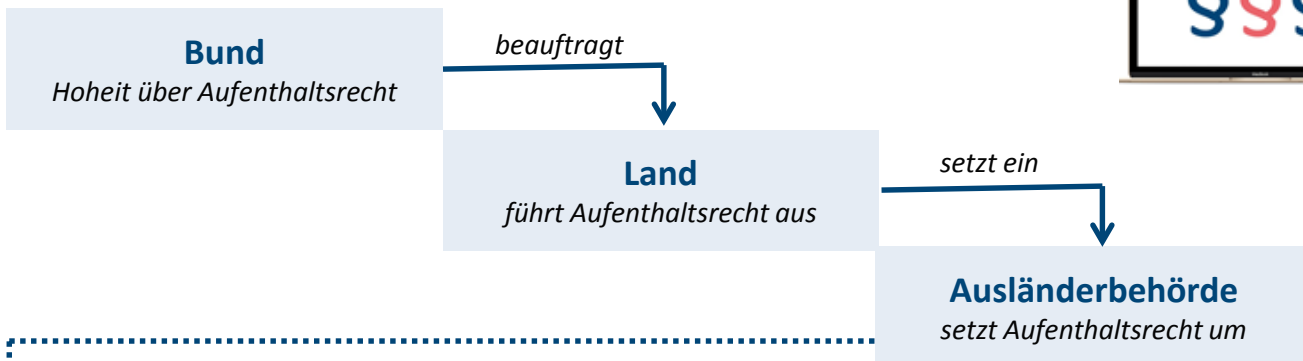 §§§
Bund
Hoheit über Aufenthaltsrecht
beauftragt
Land
führt Aufenthaltsrecht aus
setzt ein
Ausländerbehörde
setzt Aufenthaltsrecht um